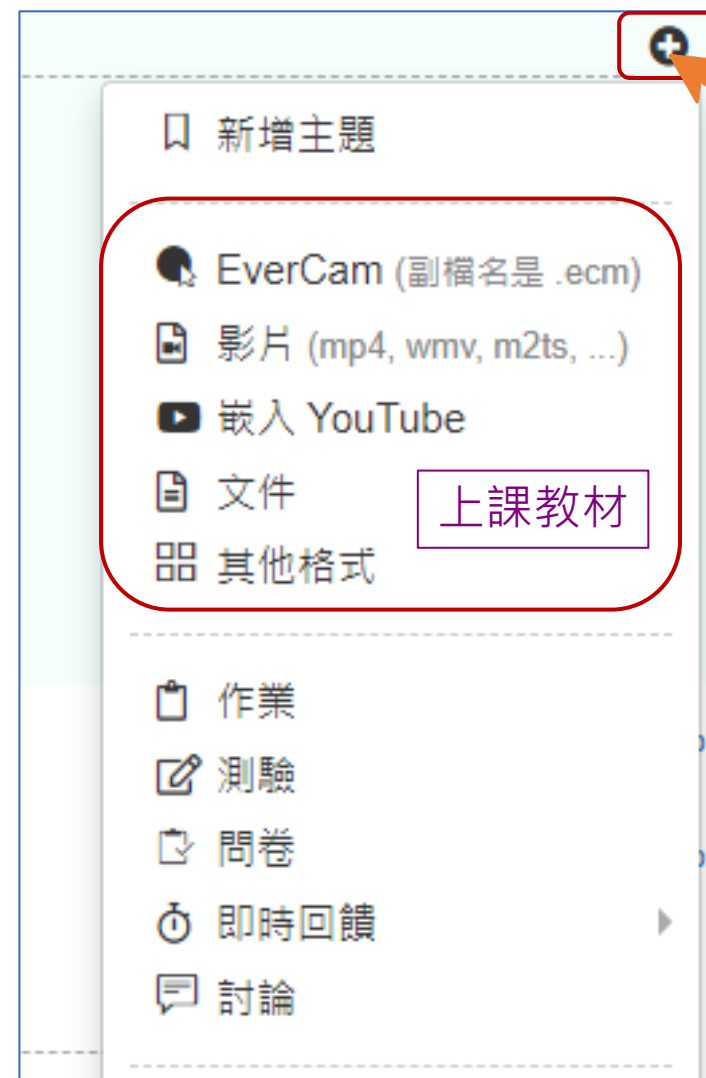 新增主題
EverCam (副檔名是 .ecm)
影片 (mp4, wmv, m2ts, ...)
嵌入 YouTube
文件
上課教材
其他格式
作業
測驗
問卷
即時回饋
討論